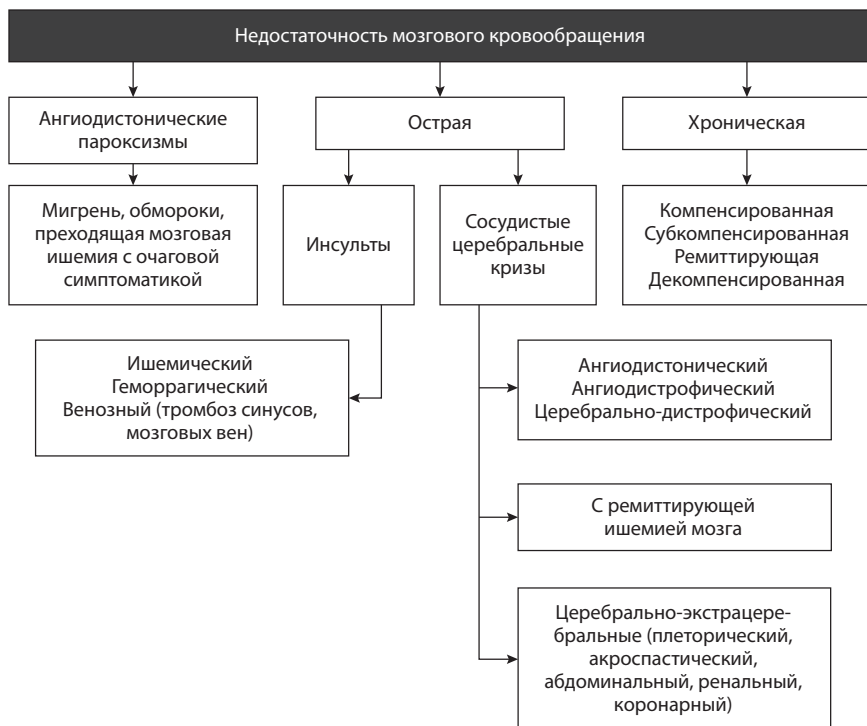 Недостаточность мозгового кровообращения
Ангиодистонические
пароксизмы
Острая
Хроническая
Мигрень, обмороки,
преходящая мозговая
ишемия с очаговой
симптоматикой
Инсульты
Сосудистые
церебральные
кризы
Компенсированная
Субкомпенсированная
Ремиттирующая
Декомпенсированная
Ишемический
Геморрагический
Венозный (тромбоз синусов,
мозговых вен)
Ангиодистонический
Ангиодистрофический
Церебрально-дистрофический
С ремиттирующей
ишемией мозга
Церебрально-экстрацере-
бральные (плеторический,
акроспастический,
абдоминальный, ренальный,
коронарный)